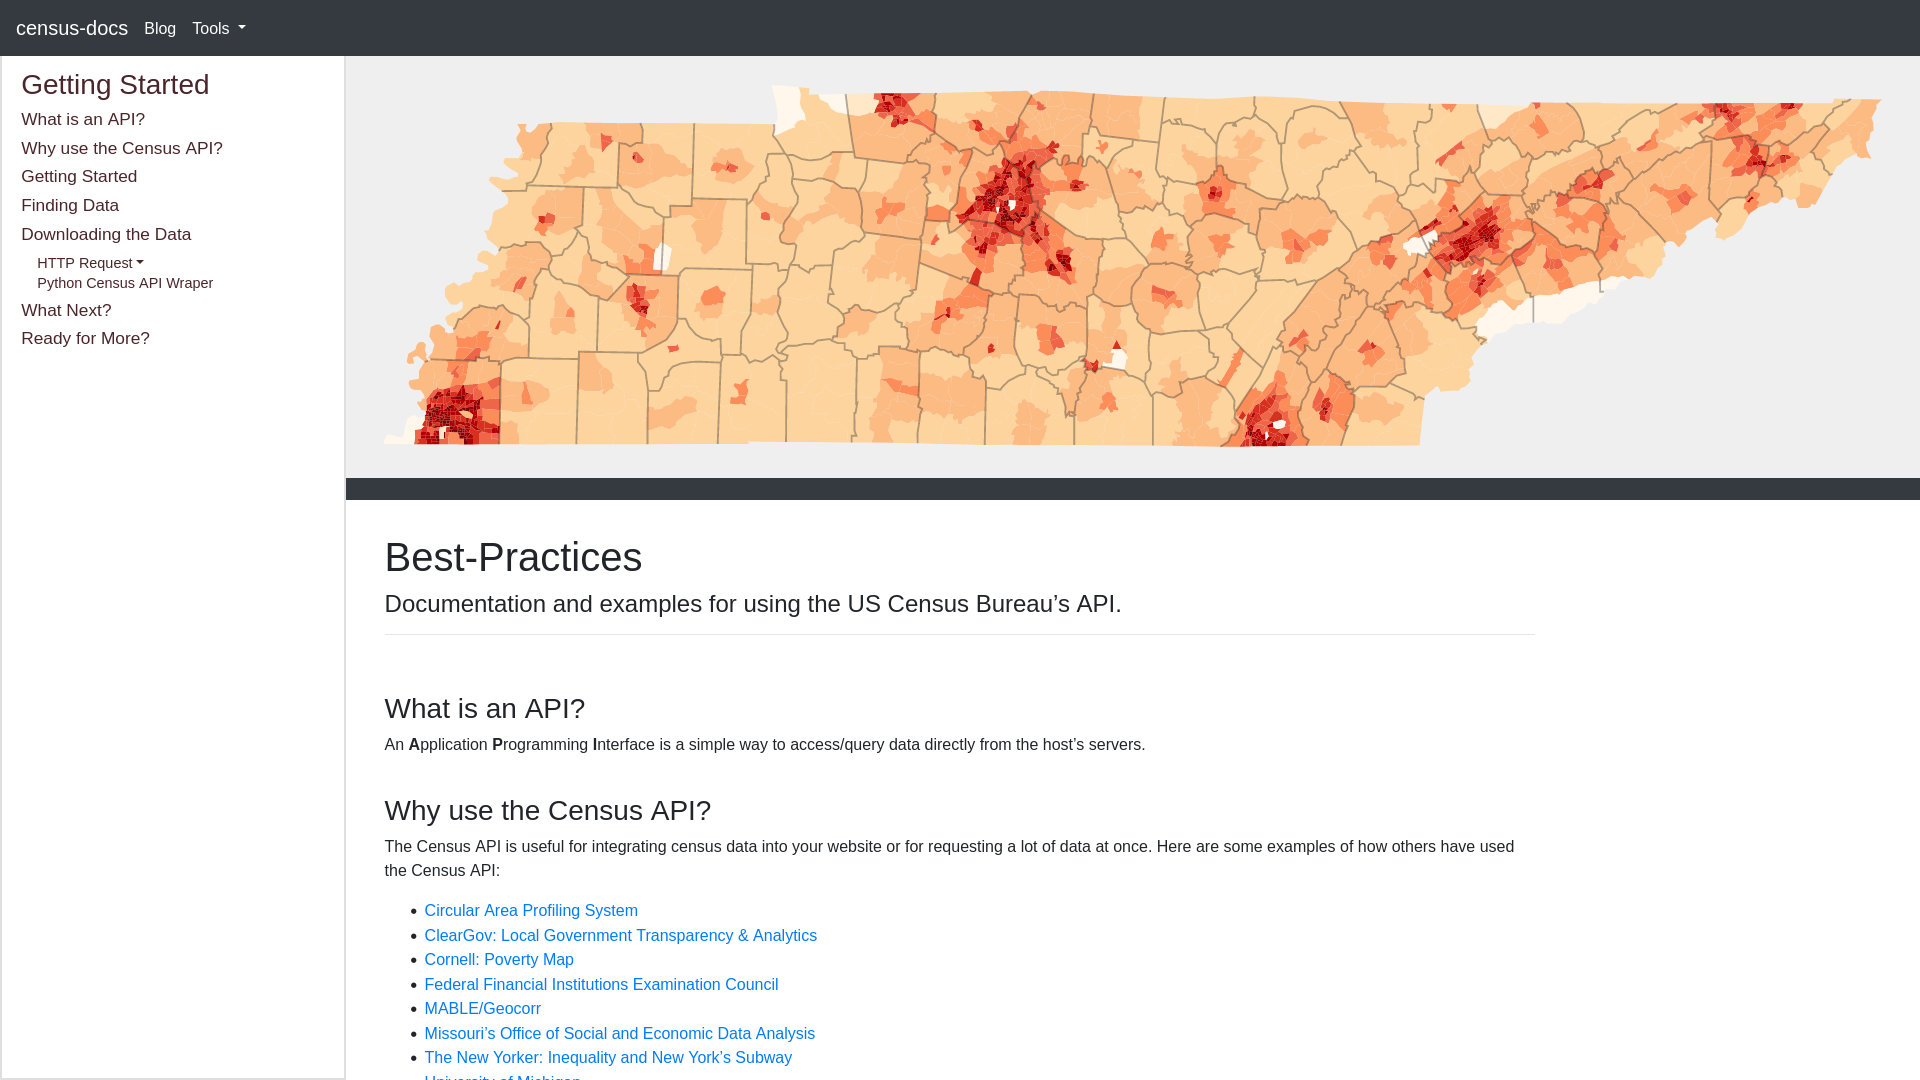 census-docs Blog Tools
Getting Started
What is an API?
Why use the Census API?
Getting Started
Finding Data
Downloading the Data
HTTP Request
Python Census API Wraper
What Next?
Ready for More?
Best-Practices
Documentation and examples for using the US Census Bureau’s API.
What is an API?
An Application Programming Interface is a simple way to access/query data directly from the host’s servers.
Why use the Census API?
The Census API is useful for integrating census data into your website or for requesting a lot of data at once. Here are some examples of how others have used
the Census API:
Circular Area Profiling System
ClearGov: Local Government Transparency & Analytics
Cornell: Poverty Map
Federal Financial Institutions Examination Council
MABLE/Geocorr
Missouri’s Office of Social and Economic Data Analysis
The New Yorker: Inequality and New York’s Subway
University of Michigan